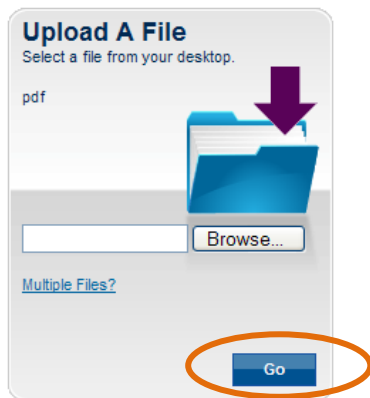 Upload A File
Select a file from your desktop.
pdf
Browse...
Multiple Files?
Go